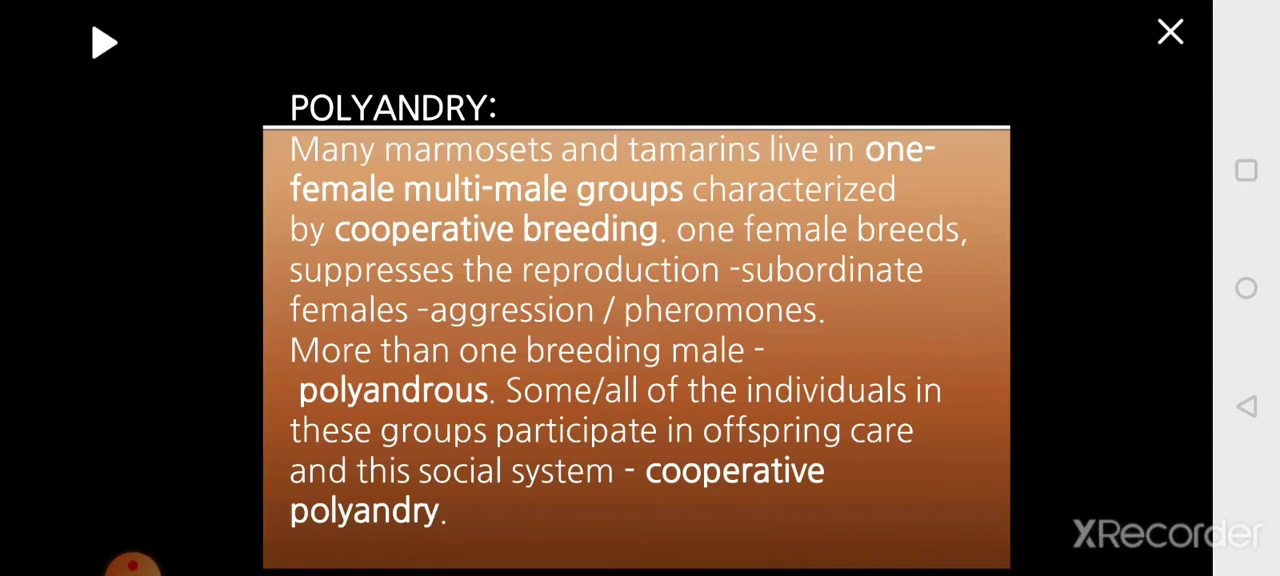 POLYANDRY:
Many marmosets and tamarins live in one-
female multi-male groups characterized
by cooperative breeding. one female breeds,
suppresses the reproduction -subordinate
females -aggression / pheromones.
More than one breeding male -
polyandrous. Some/all of the individuals in
these groups participate in offspring care
and this social system - cooperative
polyandry.
XRecorder